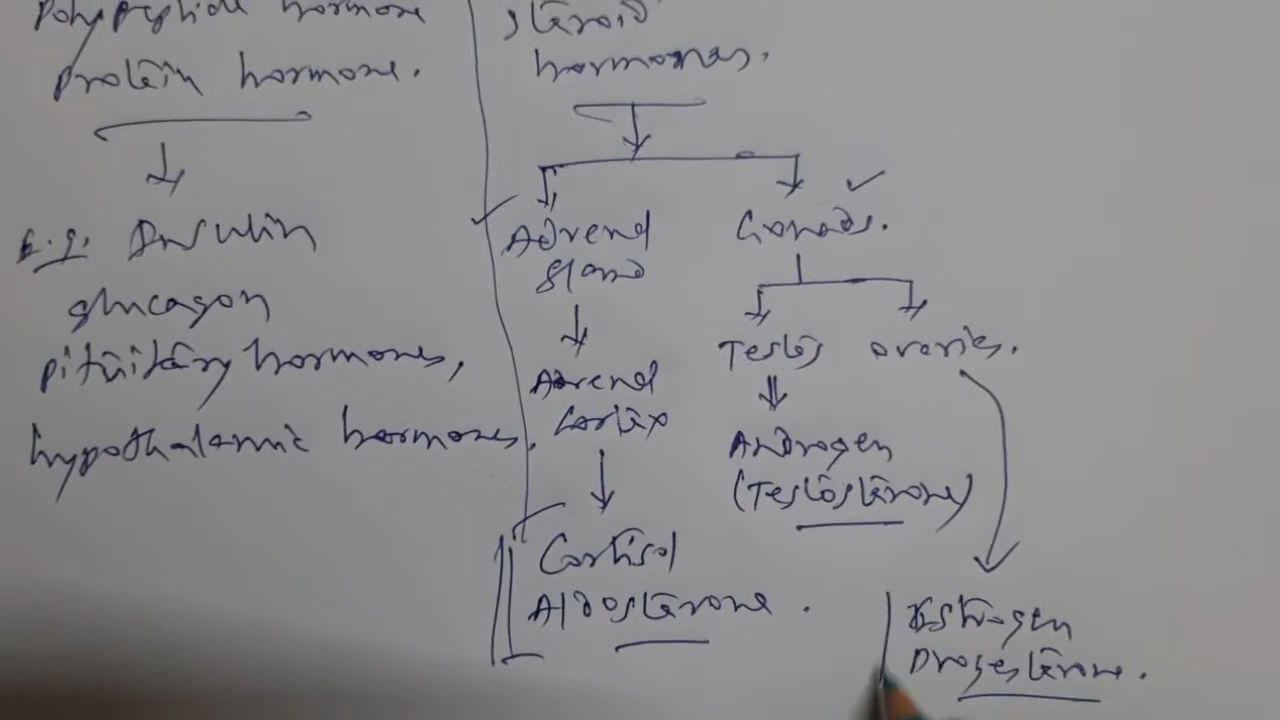 Polypeptide hormone
protein hormone.
E.g. Insulin
glucagon
pituitary hormones,
hypothalamic hormones.
steroid
hormones.
Adrenal
gland
Adrenal
Cortex
Cortisol
Aldosterone.
Gonads.
Testes ovaries.
Androgen
(Testosterone)
Estrogen
Progesterone.